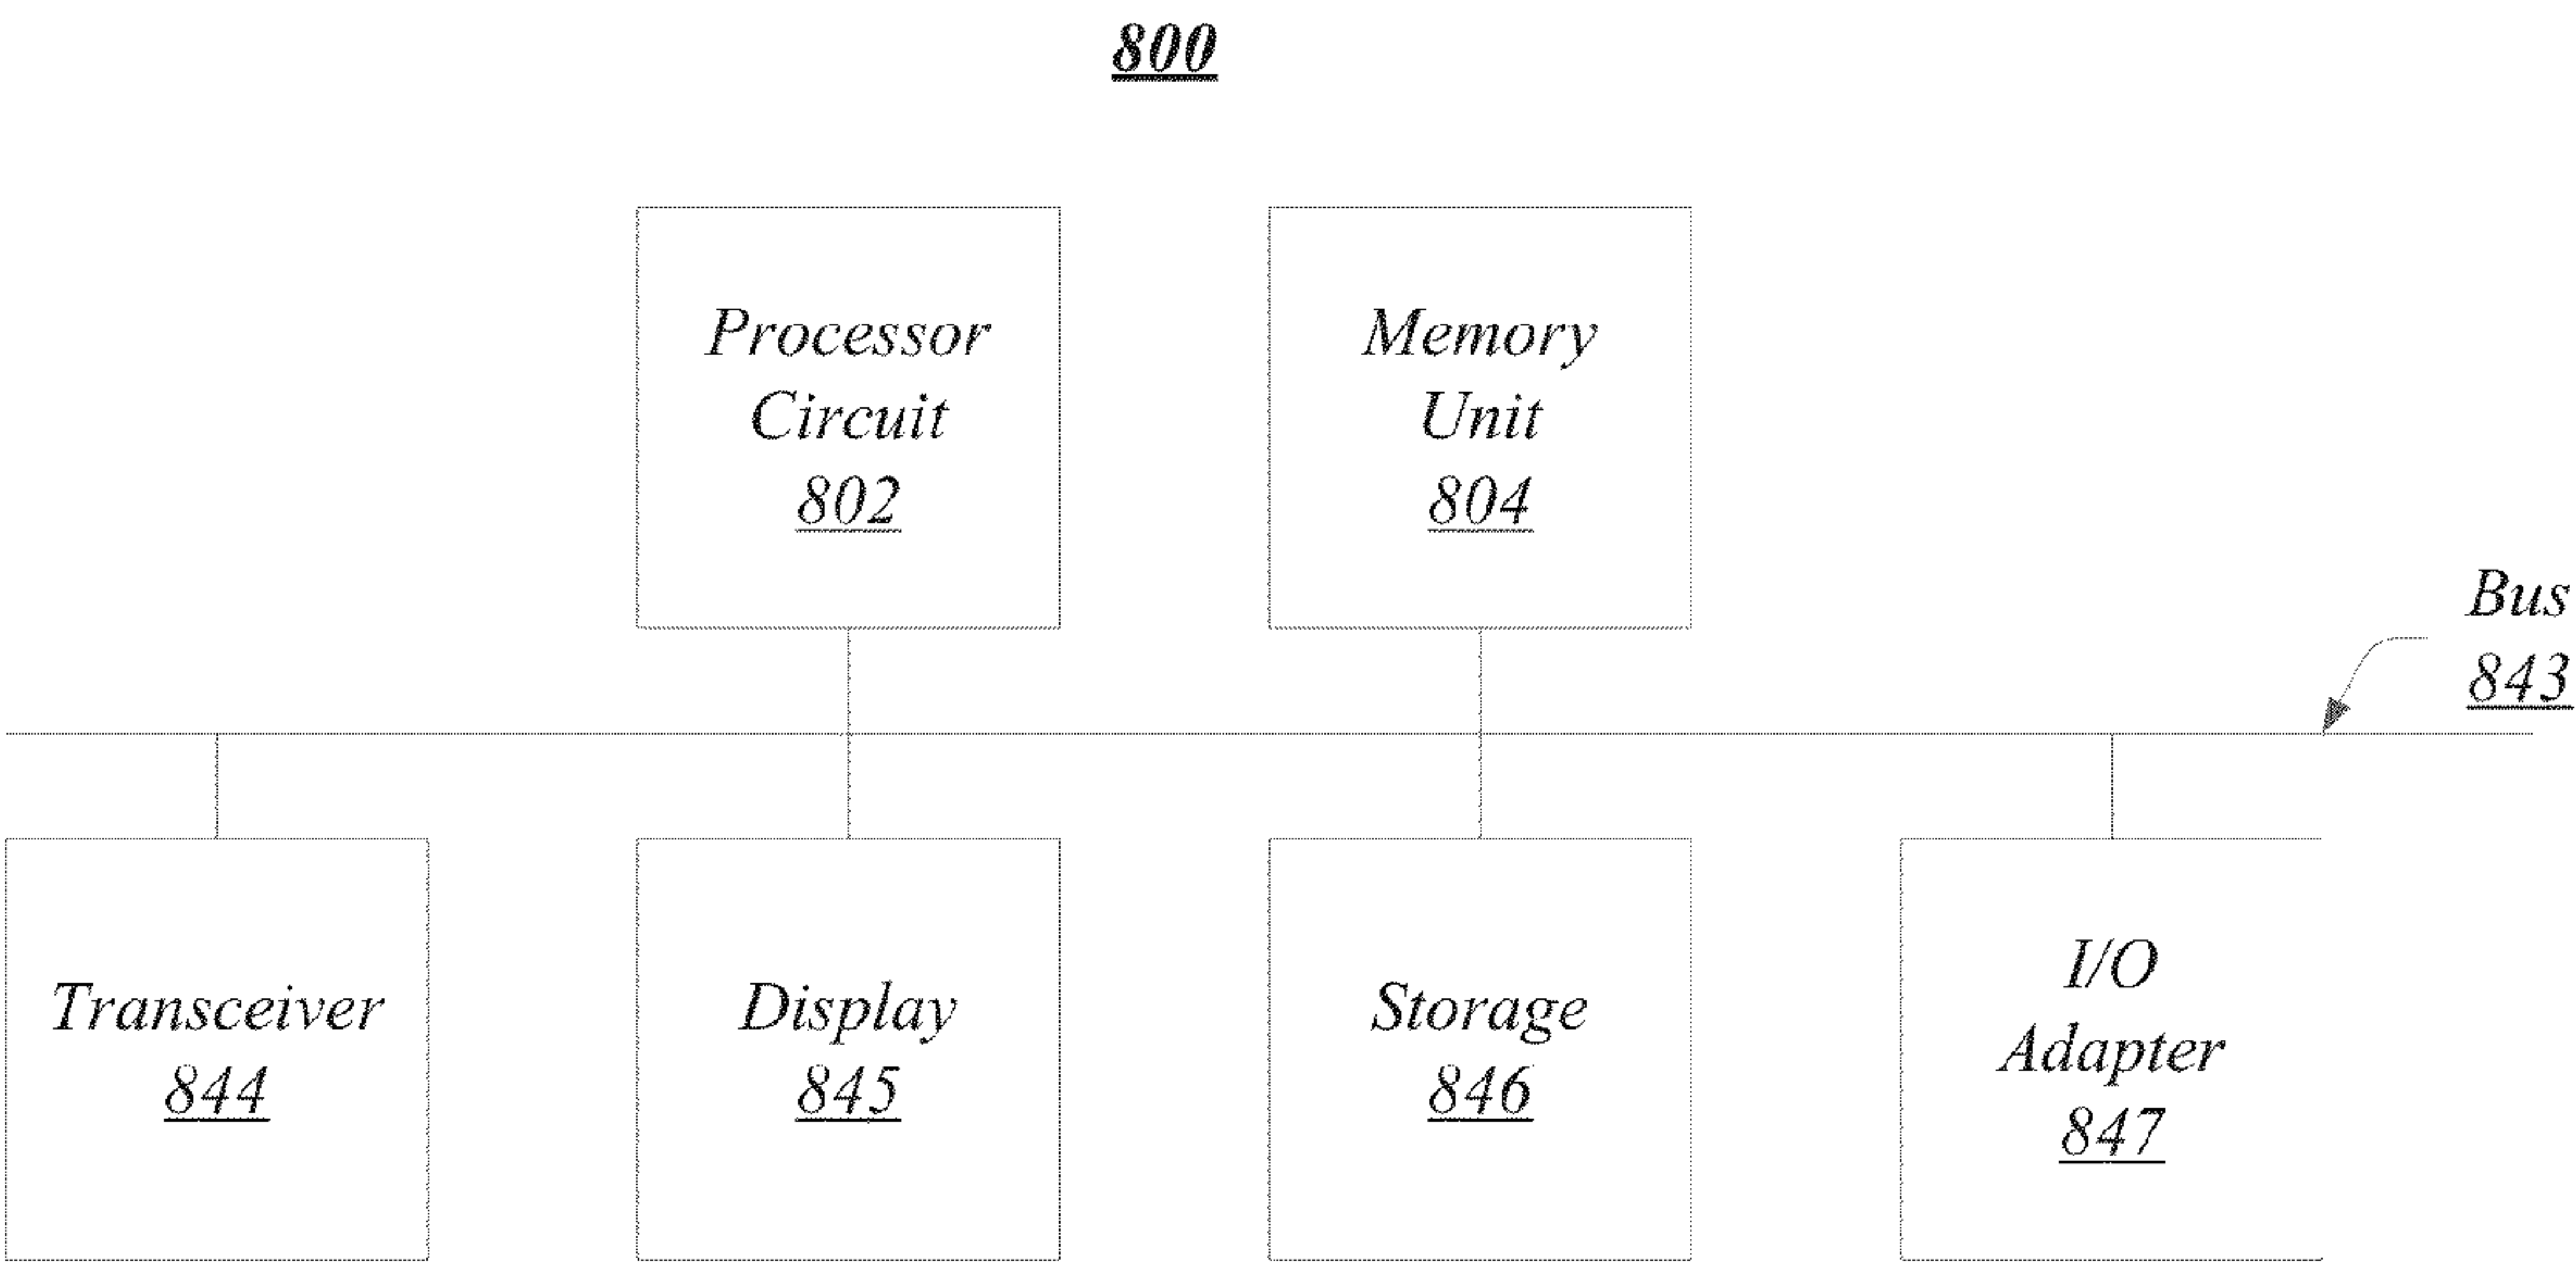 800
Processor
Circuit
802
Memory
Unit
804
Bus
843
Transceiver
844
Display
845
Storage
846
I/O
Adapter
847